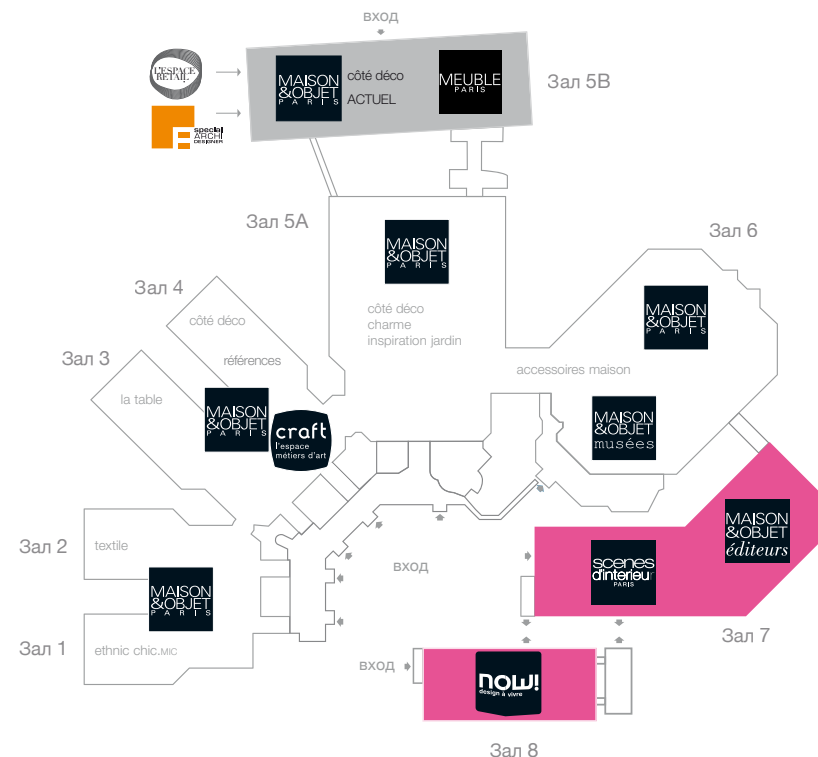 вход
L'ESPACE
RETAIL
special
ARCHI
DESIGNER
MAISON
&OBJET
PARIS
côté déco
ACTUEL
MEUBLE
PARIS
Зал 5B
Зал 5A
MAISON
&OBJET
PARIS
côté déco
charme
inspiration jardin
Зал 6
MAISON
&OBJET
PARIS
accessoires maison
MAISON
&OBJET
musées
Зал 4
côté déco
références
Зал 3
la table
MAISON
&OBJET
PARIS
craft
l'espace
métiers d'art
Зал 2
textile
MAISON
&OBJET
PARIS
Зал 1
ethnic chic.MIC
вход
MAISON
&OBJET
éditeurs
scenes
d'interieur
PARIS
Зал 7
вход
now!
design à vivre
Зал 8